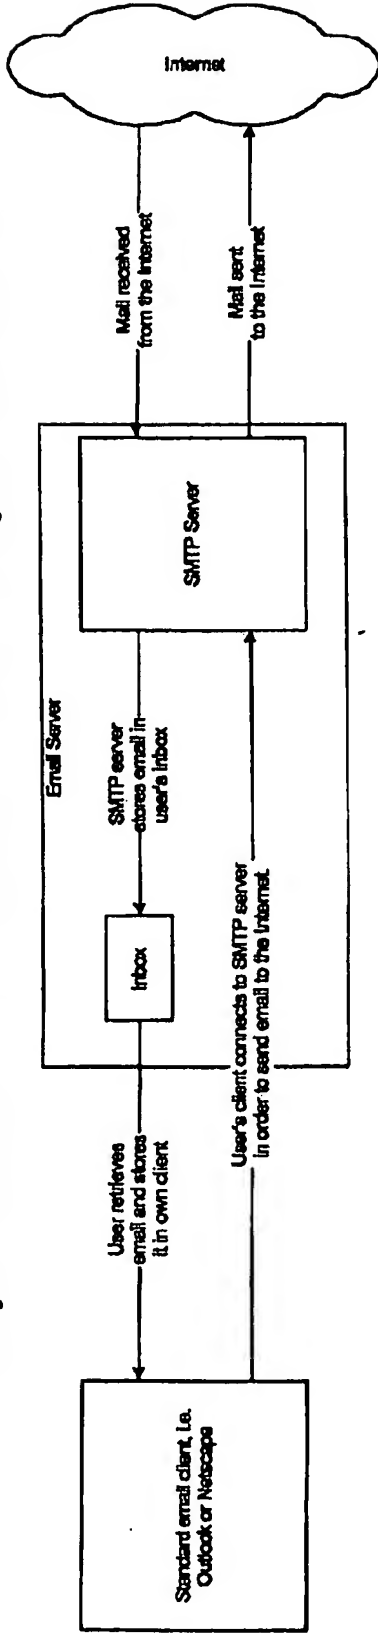 Internet
Mail received
from the Internet
Mail sent
to the Internet
Email Server
SMTP Server
SMTP server
stores email in
user's inbox
Inbox
User's client connects to SMTP server
in order to send email to the Internet.
User retrieves
email and stores
it in own client
Standard email client, i.e.
Outlook or Netscape